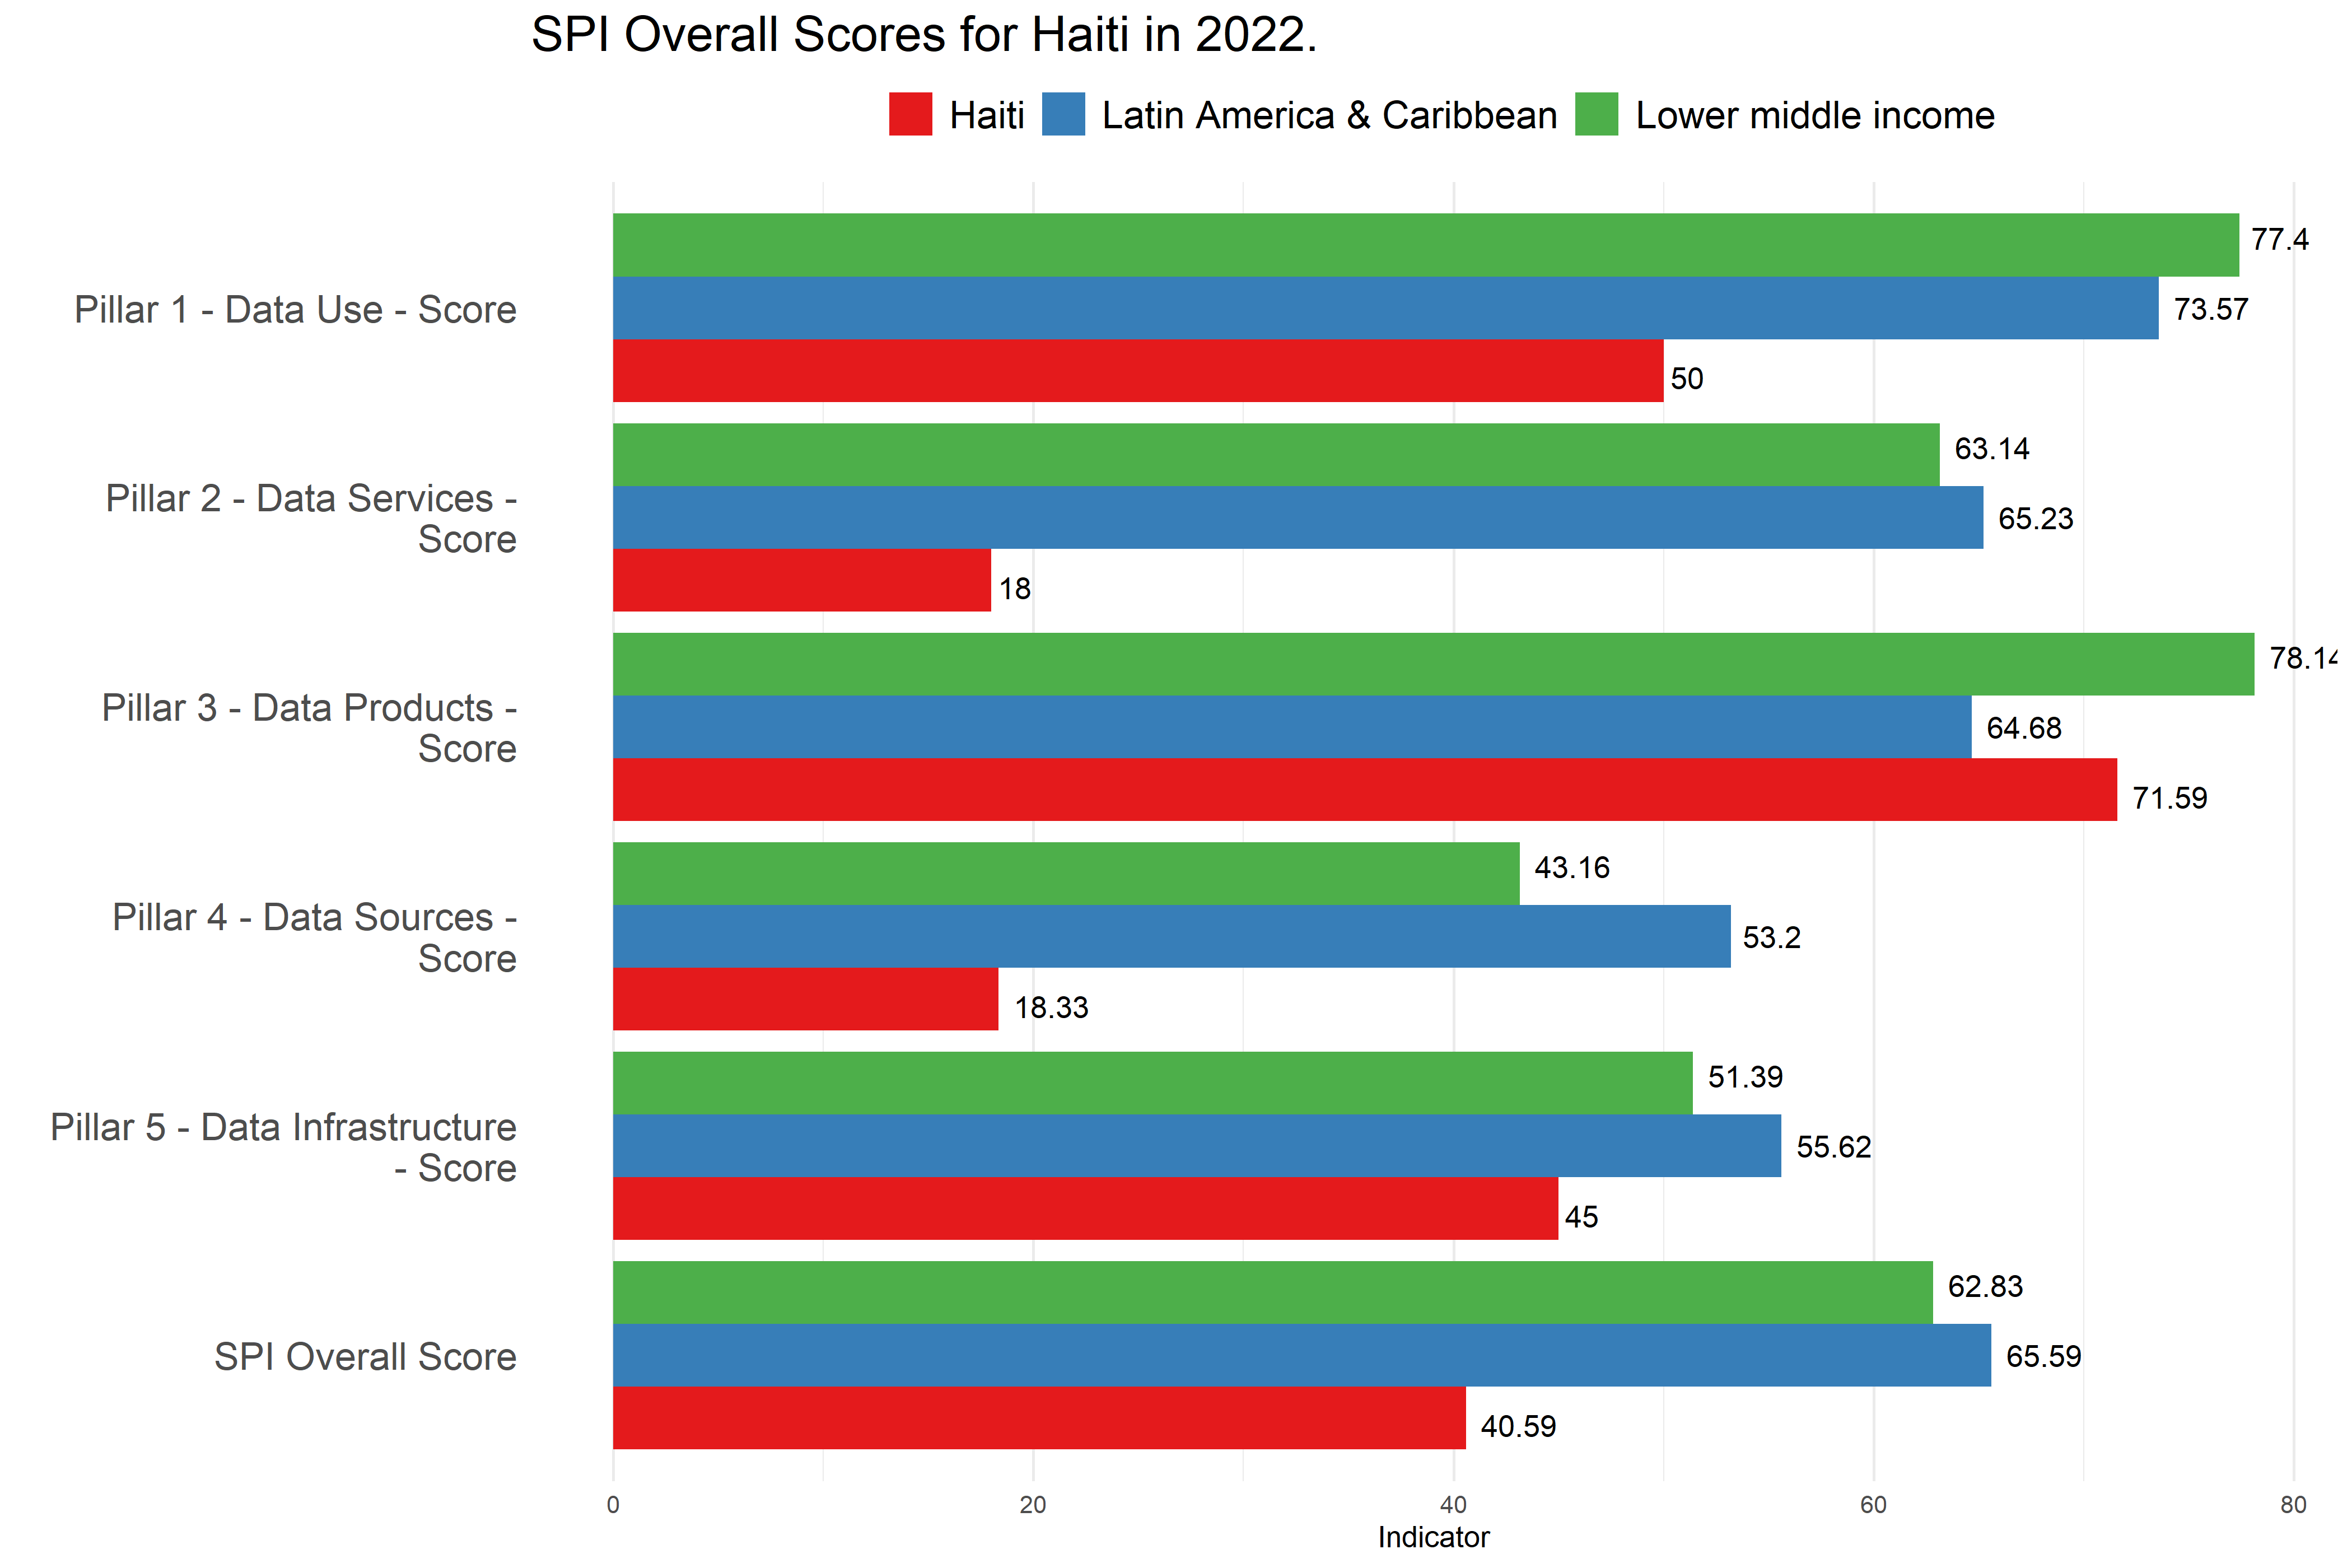 SPI Overall Scores for Haiti in 2022.
Haiti Latin America & Caribbean Lower middle income
Pillar 1 - Data Use - Score
77.4
73.57
50
Pillar 2 - Data Services -
Score
63.14
65.23
18
Pillar 3 - Data Products -
Score
78.14
64.68
71.59
Pillar 4 - Data Sources -
Score
43.16
53.2
18.33
Pillar 5 - Data Infrastructure
- Score
51.39
55.62
45
SPI Overall Score
62.83
65.59
40.59
0 20 40 60 80
Indicator